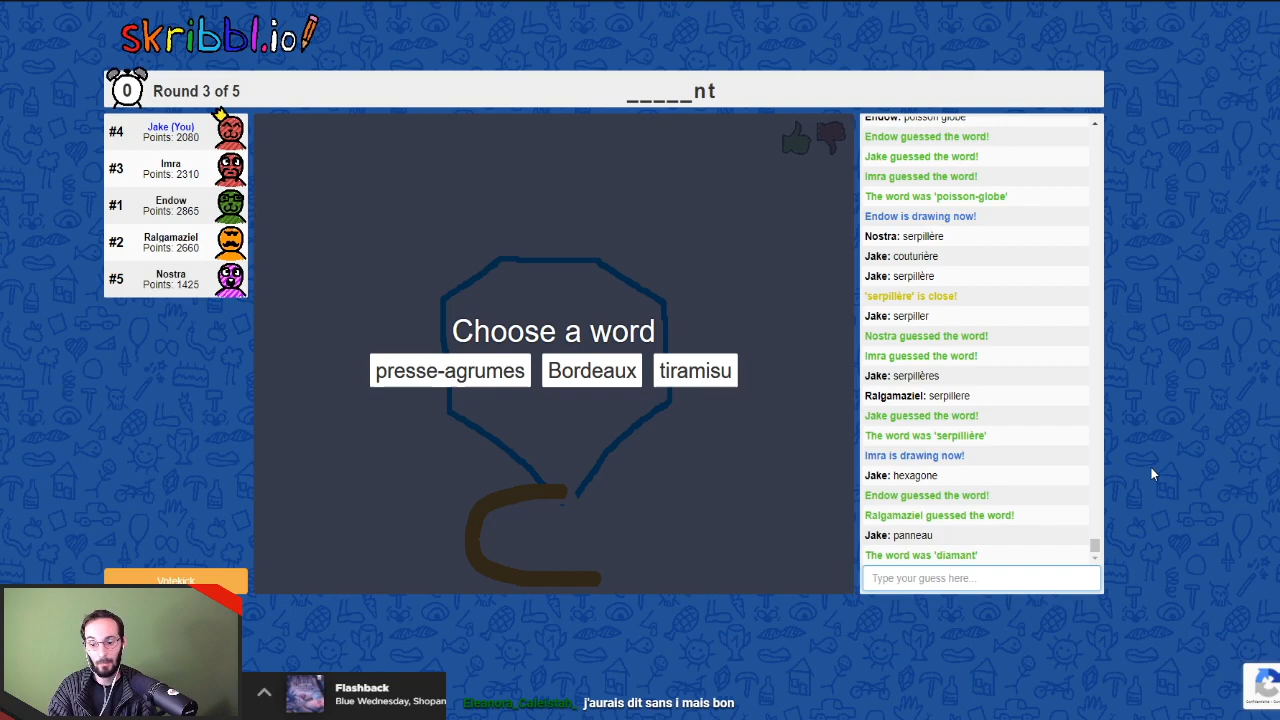 skribbl.io
0
Round 3 of 5
_____nt
#4
Jake (You)
Points: 2080
#3
Imra
Points: 2310
#1
Endow
Points: 2865
#2
Ralgamaziel
Points: 2660
#5
Nostra
Points: 1425
Votekick
Choose a word
presse-agrumes
Bordeaux
tiramisu
Endow: poisson globe
Endow guessed the word!
Jake guessed the word!
Imra guessed the word!
The word was 'poisson-globe'
Endow is drawing now!
Nostra: serpillère
Jake: couturière
Jake: serpillère
'serpillère' is close!
Jake: serpiller
Nostra guessed the word!
Imra guessed the word!
Jake: serpillères
Ralgamaziel: serpillere
Jake guessed the word!
The word was 'serpillière'
Imra is drawing now!
Jake: hexagone
Endow guessed the word!
Ralgamaziel guessed the word!
Jake: panneau
The word was 'diamant'
Type your guess here...
Flashback
Blue Wednesday, Shopan
j'aurais dit sans i mais bon